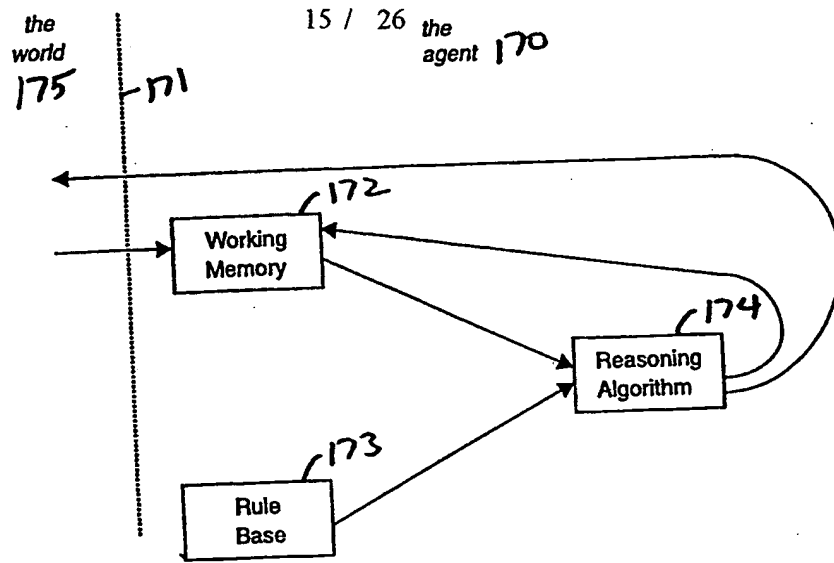 the
world
175
171
15 / 26
the
agent 170
172
Working
Memory
174
Reasoning
Algorithm
173
Rule
Base